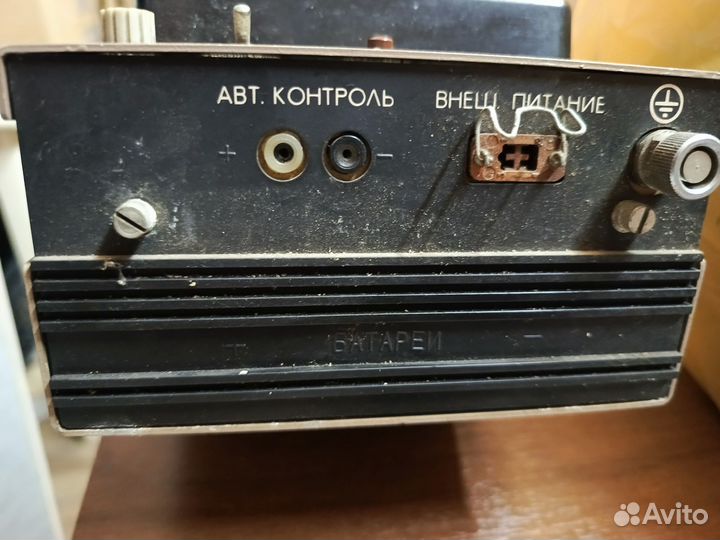 АВТ. КОНТРОЛЬ ВНЕШ. ПИТАНИЕ
+ −
+ БАТАРЕИ −
Avito